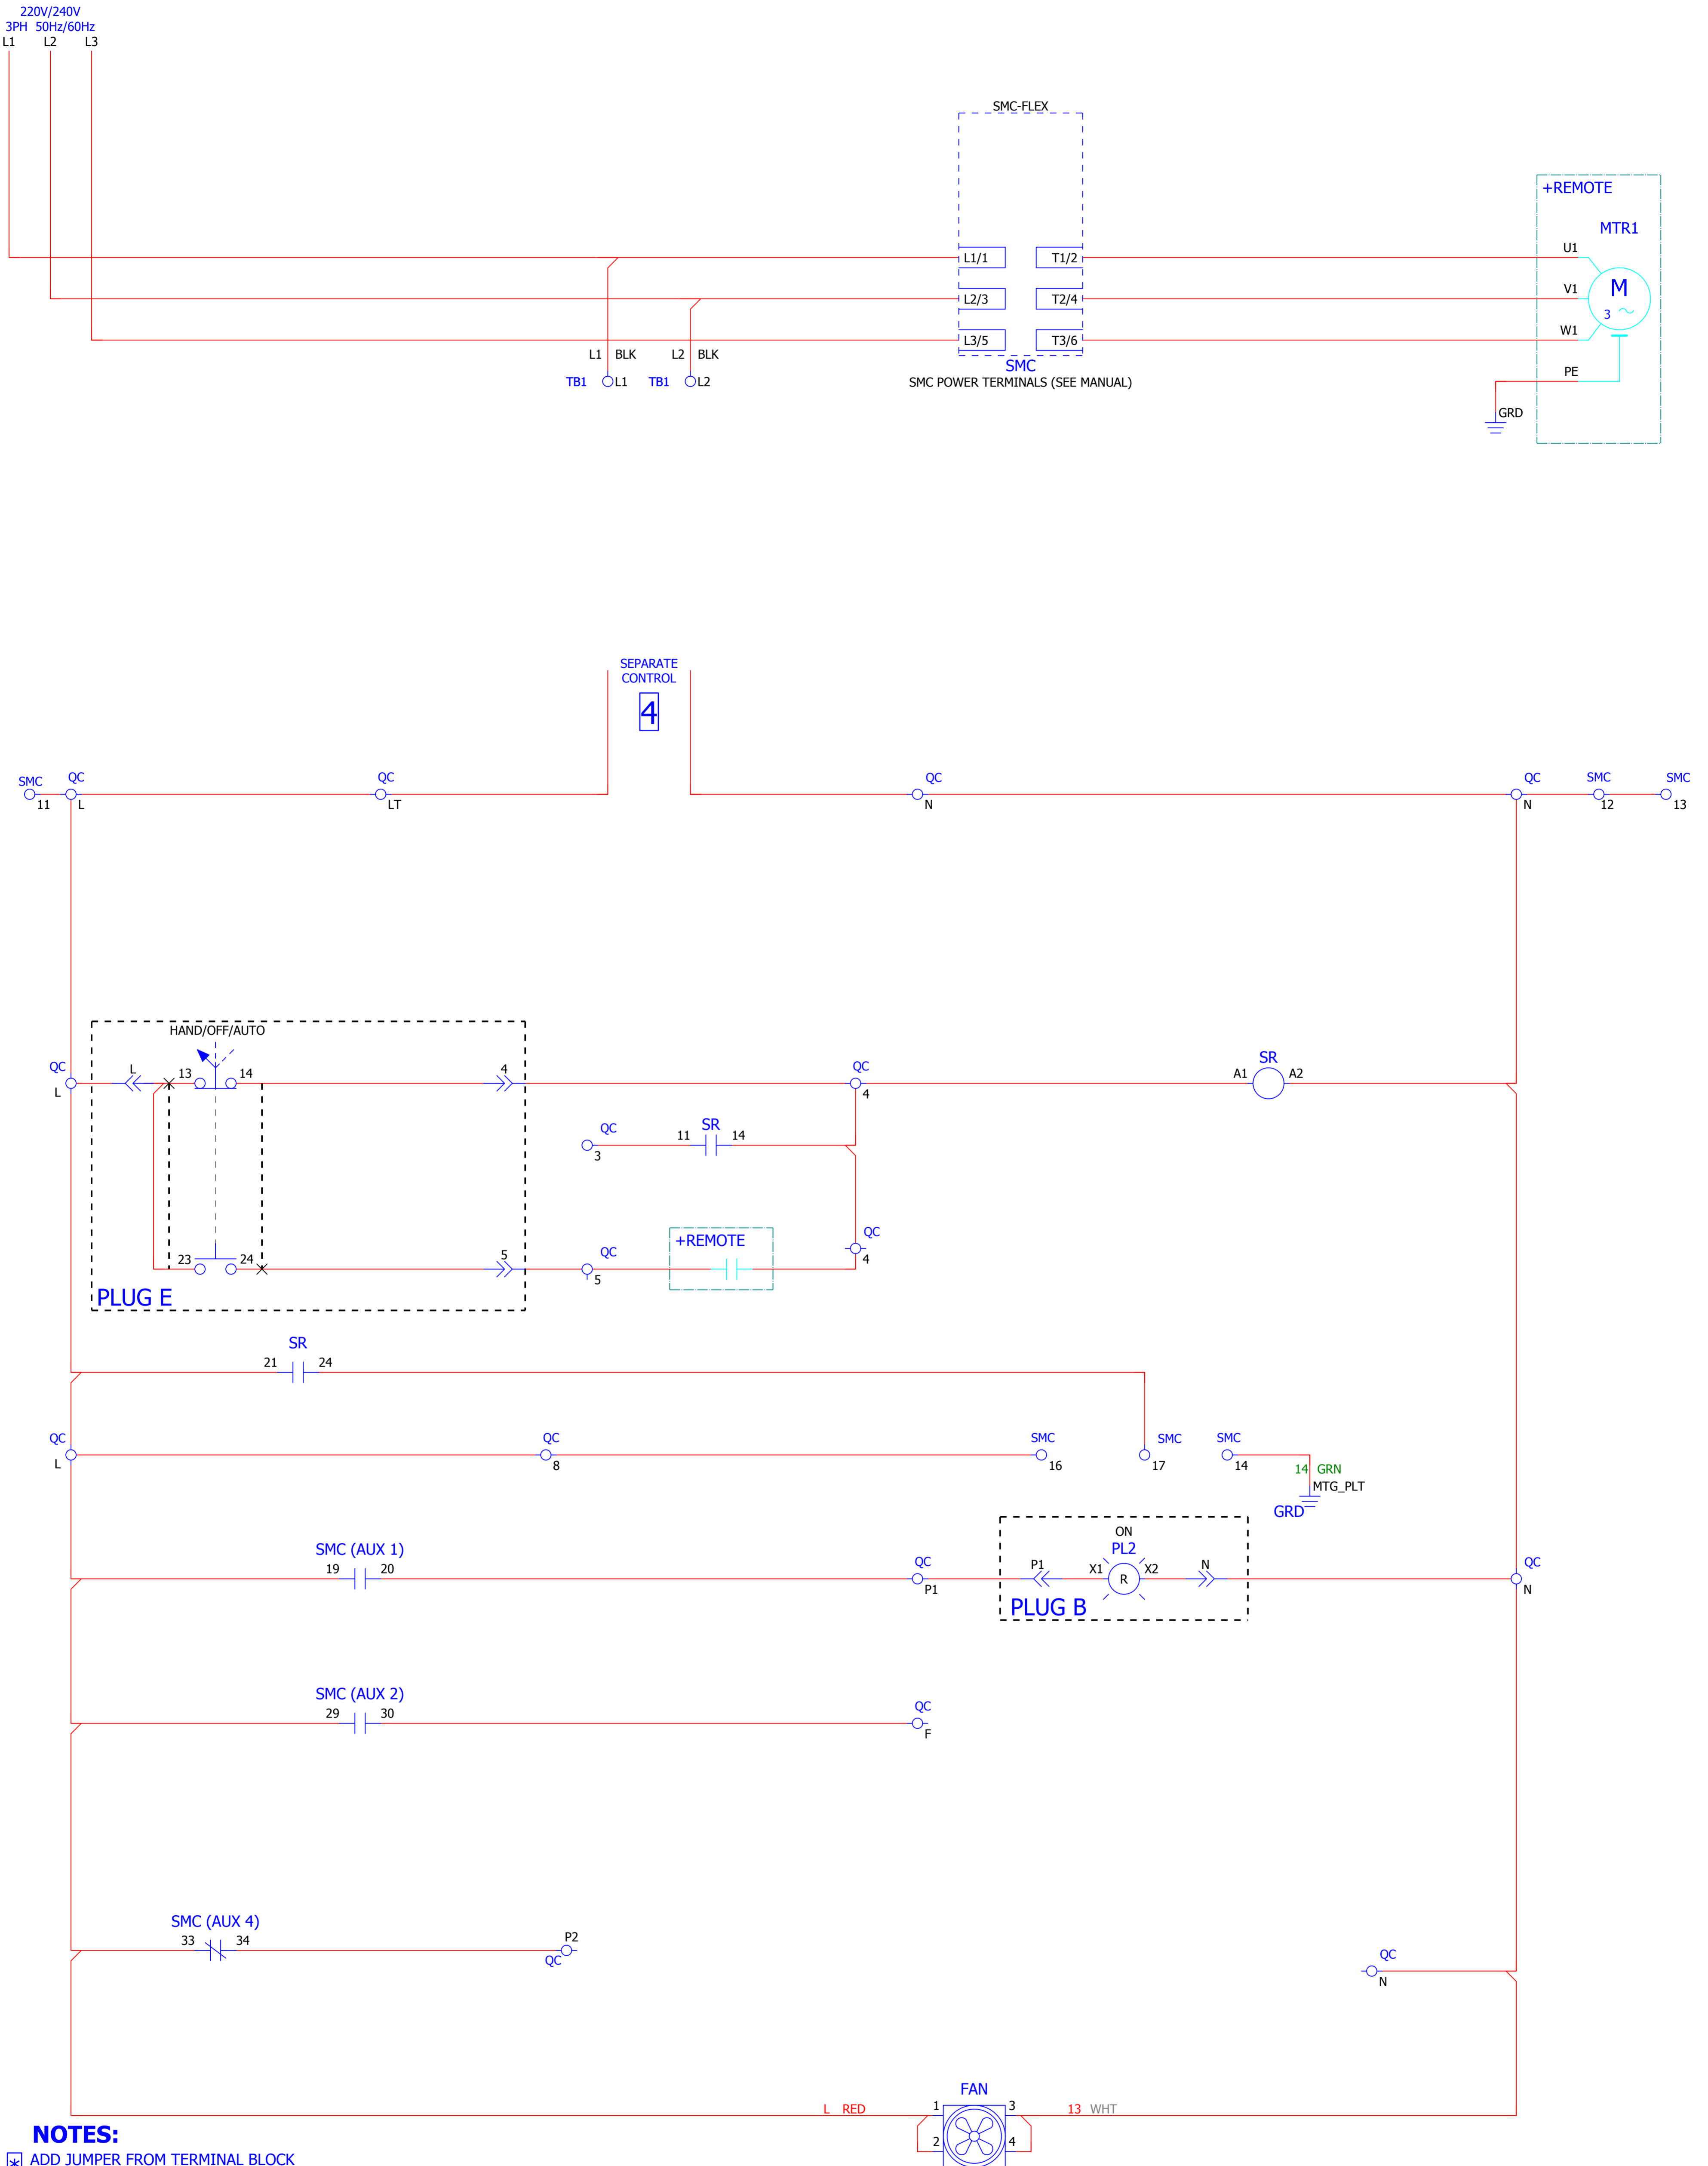 220V/240V
3PH 50Hz/60Hz
L1 L2 L3
SMC-FLEX
+REMOTE
MTR1
L1/1 T1/2 U1
L2/3 T2/4 V1 M
3
L3/5 T3/6 W1
L1 BLK L2 BLK
SMC
TB1 L1 TB1 L2
SMC POWER TERMINALS (SEE MANUAL)
PE
GRD
SEPARATE
CONTROL
4
SMC QC QC QC QC SMC SMC
11 L LT N N 12 13
HAND/OFF/AUTO
QC L 13 14 4 QC SR
L 4 A1 A2
QC 11 SR 14
3
+REMOTE
QC
4
23 24 5 QC
5
PLUG E
SR
21 24
QC QC SMC SMC SMC
L 8 16 17 14
14 GRN
MTG_PLT
GRD
ON
SMC (AUX 1) PL2
19 20 QC P1 X1 R X2 N QC
P1 N
PLUG B
SMC (AUX 2)
29 30 QC
F
SMC (AUX 4)
33 34 P2
QC
QC
N
FAN
L RED 1 3 13 WHT
2 4
NOTES:
* ADD JUMPER FROM TERMINAL BLOCK